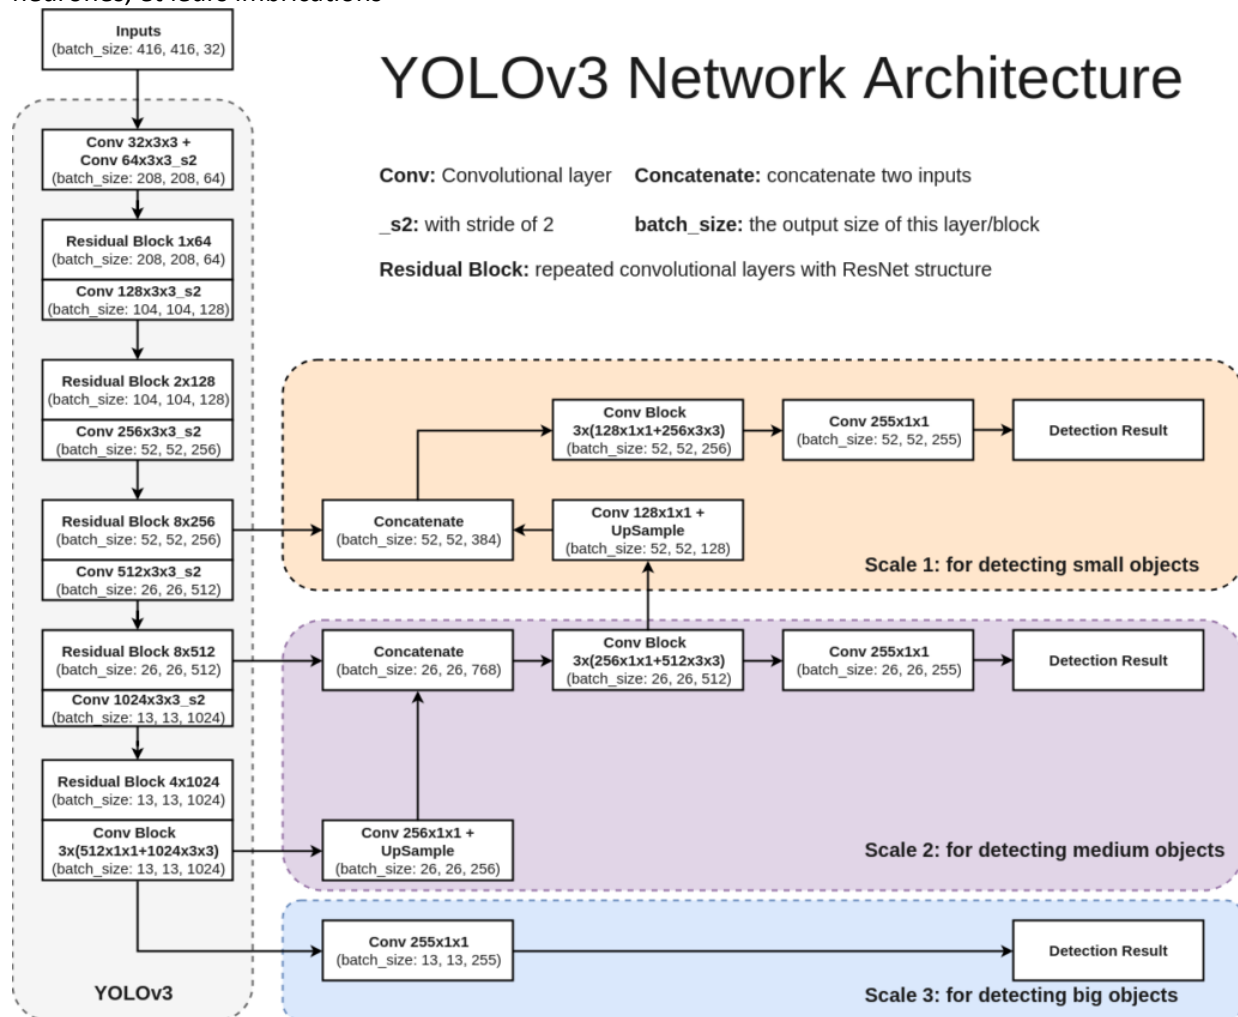 neurones, et leurs imbrications
Inputs
(batch_size: 416, 416, 32)
YOLOv3 Network Architecture
Conv 32x3x3 +
Conv 64x3x3_s2
(batch_size: 208, 208, 64)
Conv: Convolutional layer Concatenate: concatenate two inputs
_s2: with stride of 2 batch_size: the output size of this layer/block
Residual Block: repeated convolutional layers with ResNet structure
Residual Block 1x64
(batch_size: 208, 208, 64)
Conv 128x3x3_s2
(batch_size: 104, 104, 128)
Residual Block 2x128
(batch_size: 104, 104, 128)
Conv 256x3x3_s2
(batch_size: 52, 52, 256)
Residual Block 8x256
(batch_size: 52, 52, 256)
Conv 512x3x3_s2
(batch_size: 26, 26, 512)
Residual Block 8x512
(batch_size: 26, 26, 512)
Conv 1024x3x3_s2
(batch_size: 13, 13, 1024)
Residual Block 4x1024
(batch_size: 13, 13, 1024)
Conv Block
3x(512x1x1+1024x3x3)
(batch_size: 13, 13, 1024)
YOLOv3
Conv Block
3x(128x1x1+256x3x3)
(batch_size: 52, 52, 256)
Conv 255x1x1
(batch_size: 52, 52, 255)
Detection Result
Concatenate
(batch_size: 52, 52, 384)
Conv 128x1x1 +
UpSample
(batch_size: 52, 52, 128)
Scale 1: for detecting small objects
Concatenate
(batch_size: 26, 26, 768)
Conv Block
3x(256x1x1+512x3x3)
(batch_size: 26, 26, 512)
Conv 255x1x1
(batch_size: 26, 26, 255)
Detection Result
Conv 256x1x1 +
UpSample
(batch_size: 26, 26, 256)
Scale 2: for detecting medium objects
Conv 255x1x1
(batch_size: 13, 13, 255)
Detection Result
Scale 3: for detecting big objects